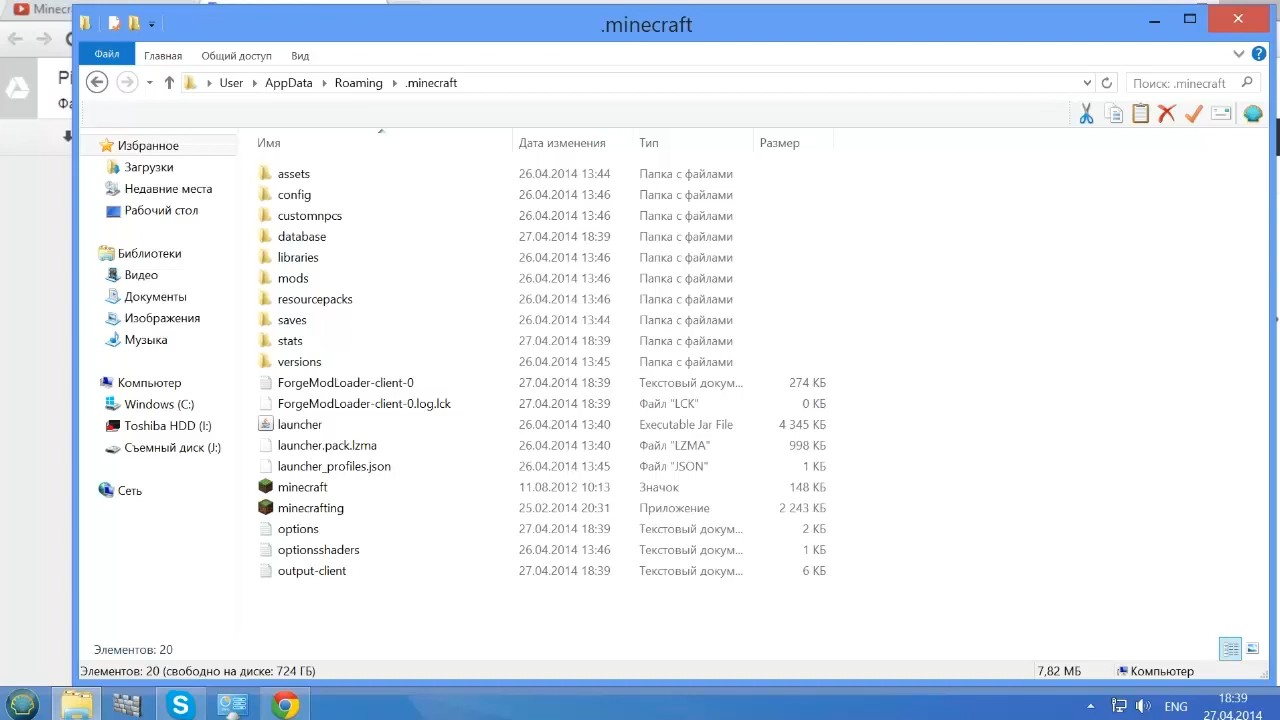 Minecr
.minecraft
Файл Главная Общий доступ Вид
User AppData Roaming .minecraft Поиск: .minecraft
Имя Дата изменения Тип Размер
Избранное
Загрузки
Недавние места
Рабочий стол
Библиотеки
Видео
Документы
Изображения
Музыка
Компьютер
Windows (C:)
Toshiba HDD (I:)
Съемный диск (J:)
Сеть
assets 26.04.2014 13:44 Папка с файлами
config 26.04.2014 13:46 Папка с файлами
customnpcs 26.04.2014 13:46 Папка с файлами
database 27.04.2014 18:39 Папка с файлами
libraries 26.04.2014 13:46 Папка с файлами
mods 26.04.2014 13:46 Папка с файлами
resourcepacks 26.04.2014 13:46 Папка с файлами
saves 26.04.2014 13:44 Папка с файлами
stats 27.04.2014 18:39 Папка с файлами
versions 26.04.2014 13:45 Папка с файлами
ForgeModLoader-client-0 27.04.2014 18:39 Текстовый докум... 274 КБ
ForgeModLoader-client-0.log.lck 27.04.2014 18:39 Файл "LCK" 0 КБ
launcher 26.04.2014 13:40 Executable Jar File 4 345 КБ
launcher.pack.lzma 26.04.2014 13:40 Файл "LZMA" 998 КБ
launcher_profiles.json 26.04.2014 13:45 Файл "JSON" 1 КБ
minecraft 11.08.2012 10:13 Значок 148 КБ
minecrafting 25.02.2014 20:31 Приложение 2 243 КБ
options 27.04.2014 18:39 Текстовый докум... 2 КБ
optionsshaders 26.04.2014 13:46 Текстовый докум... 1 КБ
output-client 27.04.2014 18:39 Текстовый докум... 6 КБ
Элементов: 20
Элементов: 20 (свободно на диске: 724 ГБ) 7,82 МБ Компьютер
ENG 18:39
27.04.2014